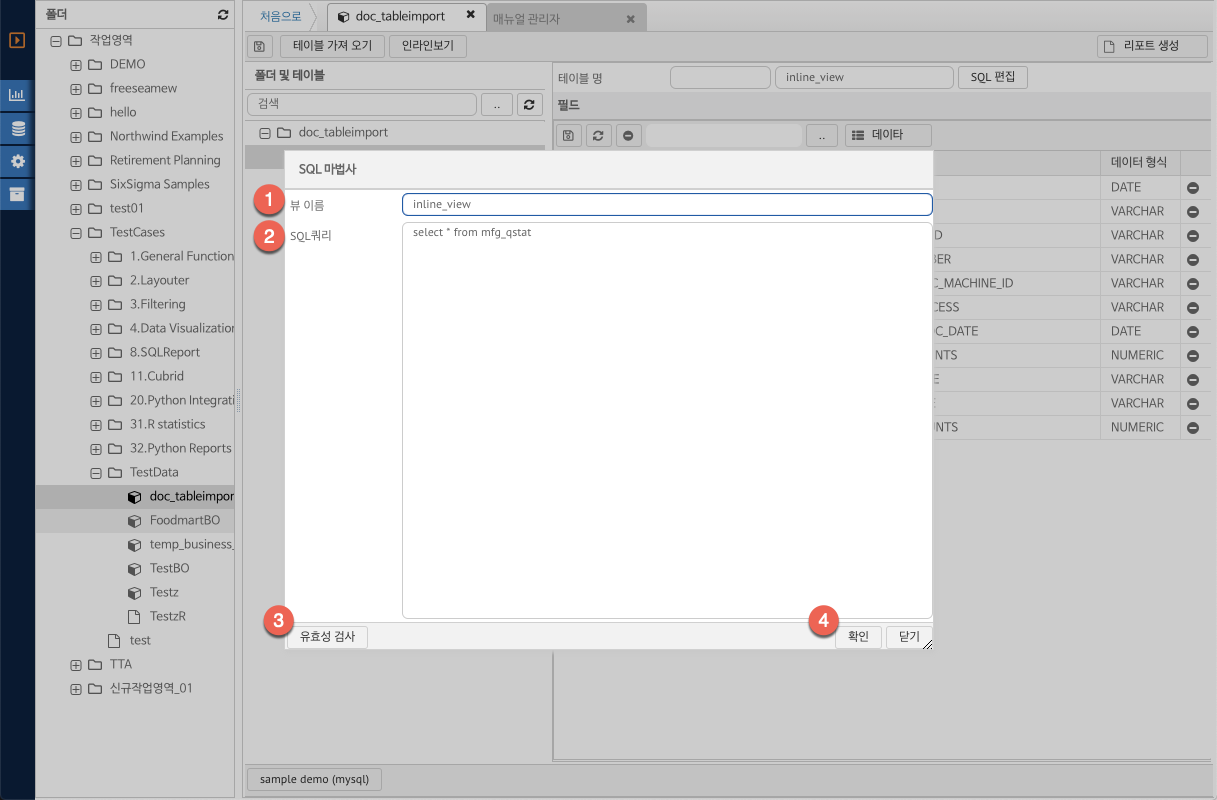 폴더
작업영역
DEMO
freeseamew
hello
Northwind Examples
Retirement Planning
SixSigma Samples
test01
TestCases
1.General Function
2.Layouter
3.Filtering
4.Data Visualization
8.SQLReport
11.Cubrid
20.Python Integrati
31.R statistics
32.Python Reports
TestData
doc_tableimpor
FoodmartBO
temp_business_
TestBO
Testz
TestzR
test
TTA
신규작업영역_01
처음으로
doc_tableimport
메뉴얼 관리자
테이블 가져 오기
인라인보기
리포트 생성
폴더 및 테이블
검색
..
doc_tableimport
테이블 명
inline_view
SQL 편집
필드
..
데이타
데이터 형식
DATE
VARCHAR
D VARCHAR
BER VARCHAR
C_MACHINE_ID VARCHAR
CESS VARCHAR
OC_DATE DATE
NTS NUMERIC
E VARCHAR
VARCHAR
UNTS NUMERIC
SQL 마법사
1
뷰 이름
inline_view
2
SQL쿼리
select * from mfg_qstat
3
유효성 검사
4
확인
닫기
sample demo (mysql)